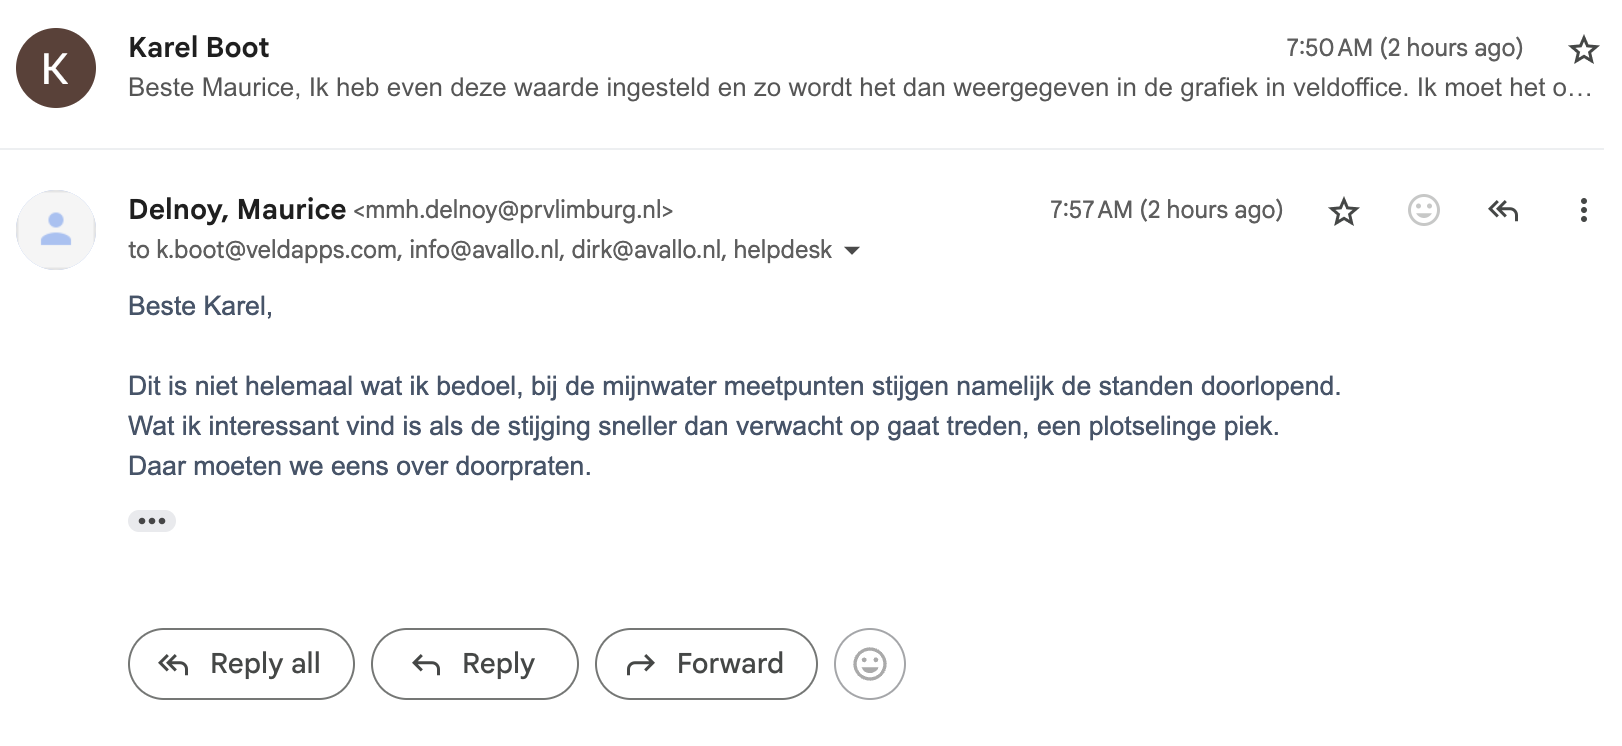 K
Karel Boot
7:50 AM (2 hours ago)
Beste Maurice, Ik heb even deze waarde ingesteld en zo wordt het dan weergegeven in de grafiek in veldoffice. Ik moet het o…
Delnoy, Maurice <mmh.delnoy@prvlimburg.nl>
7:57 AM (2 hours ago)
to k.boot@veldapps.com, info@avallo.nl, dirk@avallo.nl, helpdesk
Beste Karel,
Dit is niet helemaal wat ik bedoel, bij de mijnwater meetpunten stijgen namelijk de standen doorlopend.
Wat ik interessant vind is als de stijging sneller dan verwacht op gaat treden, een plotselinge piek.
Daar moeten we eens over doorpraten.
Reply all
Reply
Forward